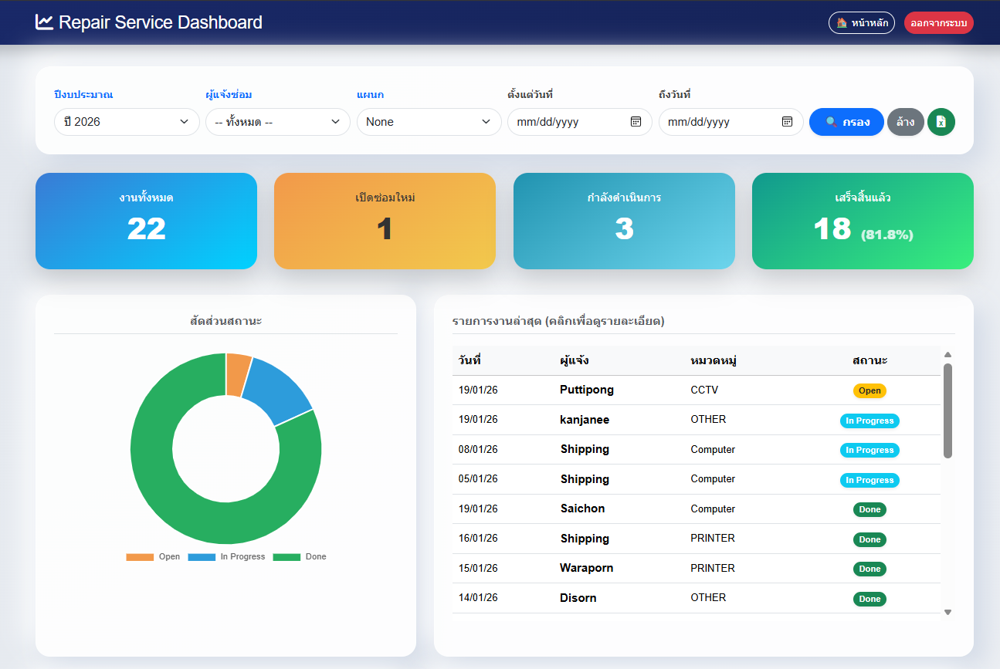 Repair Service Dashboard
🏠 หน้าหลัก
ออกจากระบบ
ปีงบประมาณ
ผู้แจ้งซ่อม
แผนก
ตั้งแต่วันที่
ถึงวันที่
ปี 2026
-- ทั้งหมด --
None
mm/dd/yyyy
mm/dd/yyyy
🔍 กรอง
ล้าง
งานทั้งหมด
22
เปิดซ่อมใหม่
1
กำลังดำเนินการ
3
เสร็จสิ้นแล้ว
18 (81.8%)
สัดส่วนสถานะ
Open In Progress Done
รายการงานล่าสุด (คลิกเพื่อดูรายละเอียด)
วันที่ ผู้แจ้ง หมวดหมู่ สถานะ
19/01/26 Puttipong CCTV Open
19/01/26 kanjanee OTHER In Progress
08/01/26 Shipping Computer In Progress
05/01/26 Shipping Computer In Progress
19/01/26 Saichon Computer Done
16/01/26 Shipping PRINTER Done
15/01/26 Waraporn PRINTER Done
14/01/26 Disorn OTHER Done